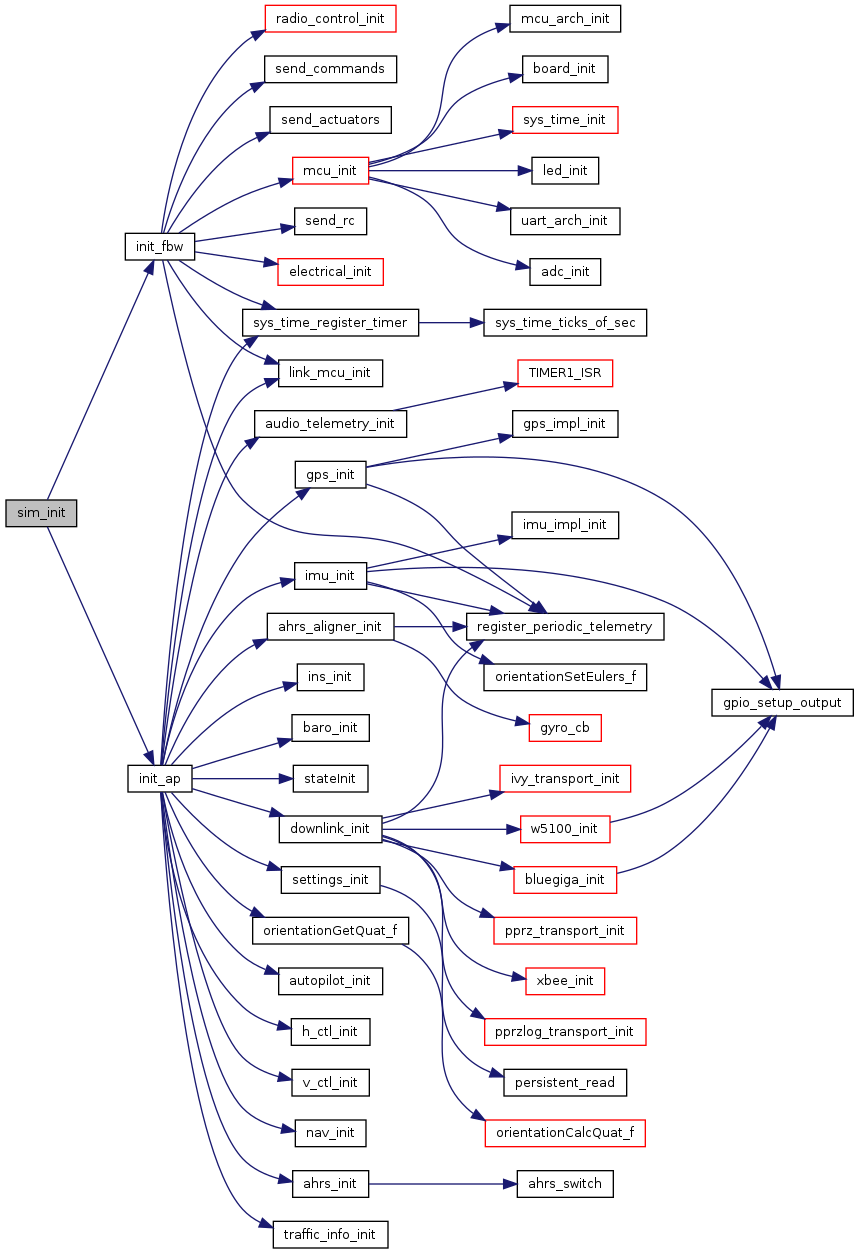 radio_control_init
mcu_arch_init
send_commands
board_init
send_actuators
sys_time_init
mcu_init
led_init
send_rc
uart_arch_init
init_fbw
electrical_init
adc_init
sys_time_register_timer
sys_time_ticks_of_sec
link_mcu_init
TIMER1_ISR
audio_telemetry_init
gps_impl_init
gps_init
sim_init
imu_impl_init
imu_init
ahrs_aligner_init
register_periodic_telemetry
ins_init
orientationSetEulers_f
gpio_setup_output
baro_init
gyro_cb
init_ap
stateInit
ivy_transport_init
downlink_init
w5100_init
settings_init
bluegiga_init
orientationGetQuat_f
pprz_transport_init
autopilot_init
xbee_init
h_ctl_init
pprzlog_transport_init
v_ctl_init
persistent_read
nav_init
orientationCalcQuat_f
ahrs_init
ahrs_switch
traffic_info_init